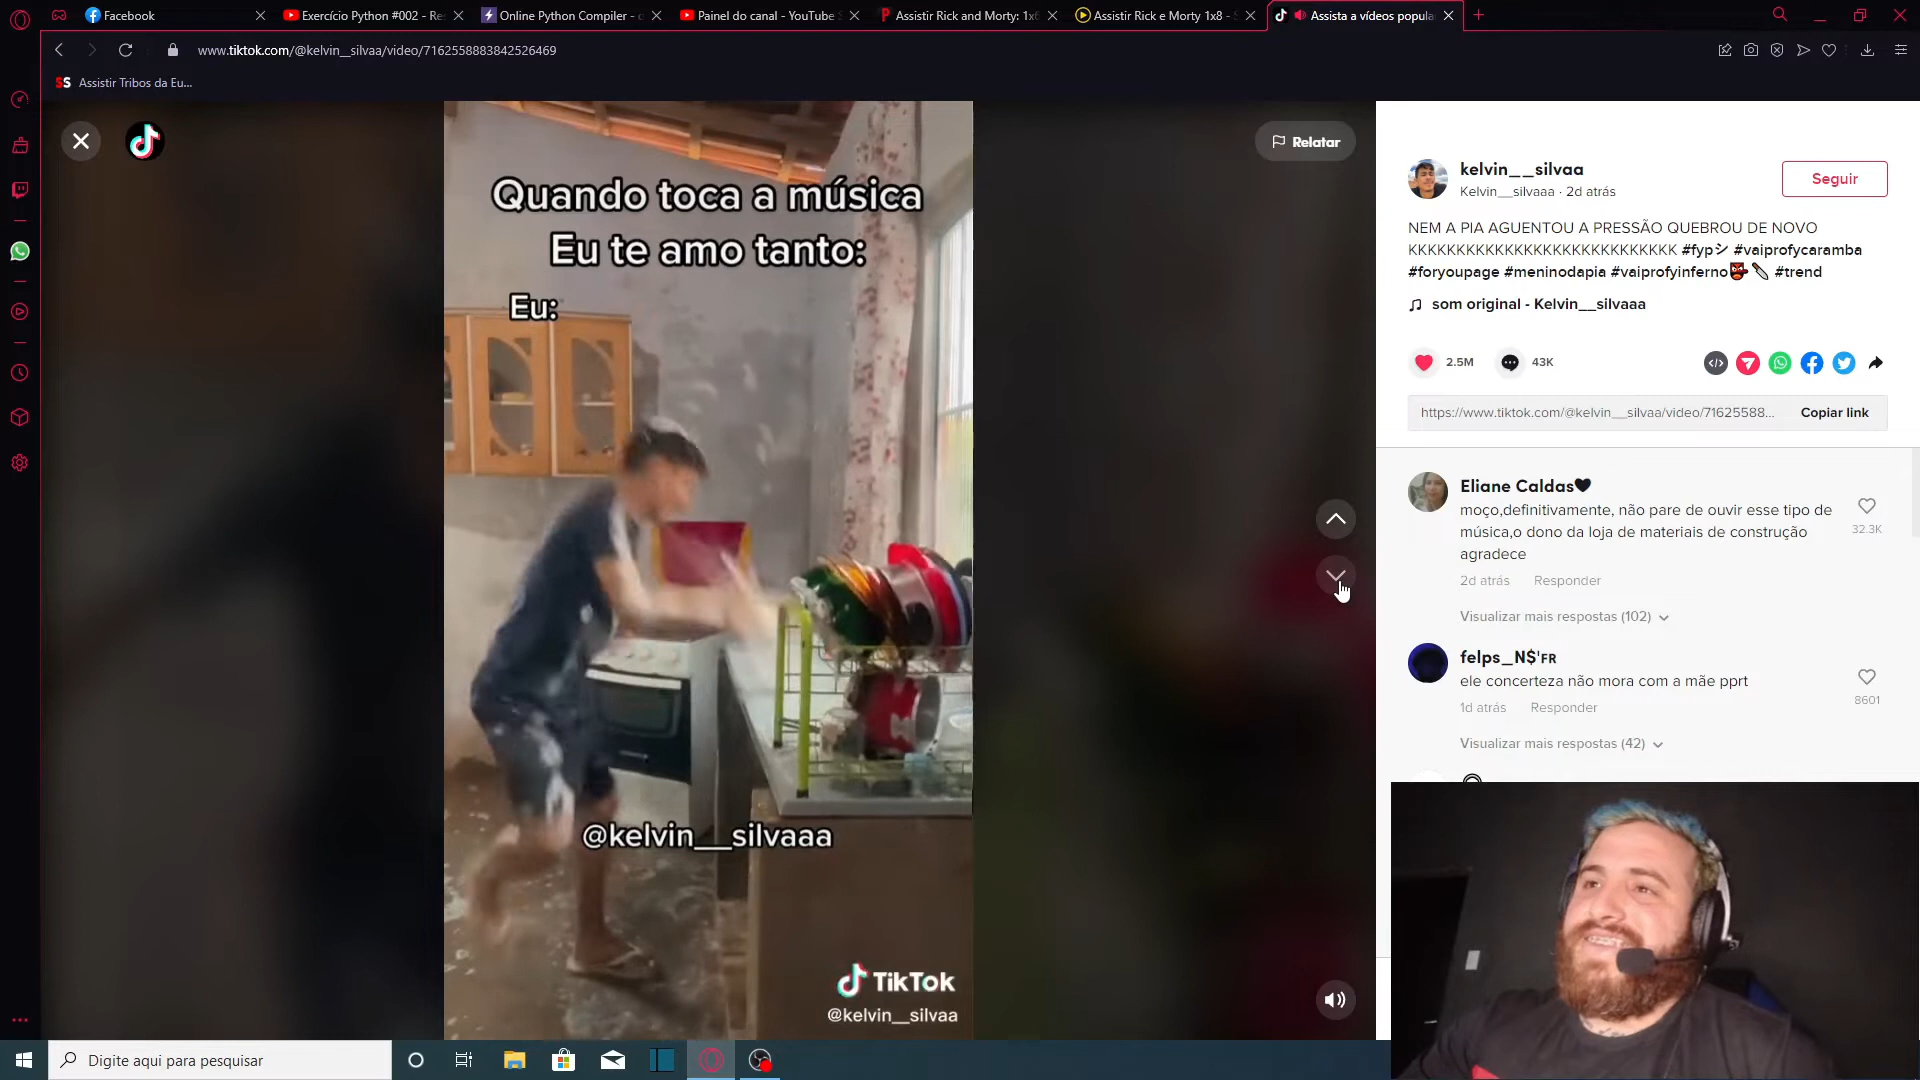 Facebook
Exercício Python #002 - Re
Online Python Compiler - c
Painel do canal - YouTube S
Assistir Rick and Morty: 1x6
Assistir Rick e Morty 1x8 - S
Assista a vídeos popula
www.tiktok.com/@kelvin__silvaa/video/7162558883842526469
Assistir Tribos da Eu...
Relatar
Quando toca a música
Eu te amo tanto:
Eu:
@kelvin__silvaaa
TikTok
@kelvin__silvaa
kelvin__silvaa
Kelvin__silvaaa · 2d atrás
Seguir
NEM A PIA AGUENTOU A PRESSÃO QUEBROU DE NOVO
KKKKKKKKKKKKKKKKKKKKKKKKKKK #fypシ #vaiprofycaramba
#foryoupage #meninodapia #vaiprofyinferno👺🔪 #trend
som original - Kelvin__silvaaa
2.5M
43K
https://www.tiktok.com/@kelvin__silvaa/video/71625588...
Copiar link
Eliane Caldas🖤
moço,definitivamente, não pare de ouvir esse tipo de
música,o dono da loja de materiais de construção
agradece
32.3K
2d atrás
Responder
Visualizar mais respostas (102)
felps_N$'FR
ele concerteza não mora com a mãe pprt
8601
1d atrás
Responder
Visualizar mais respostas (42)
Digite aqui para pesquisar